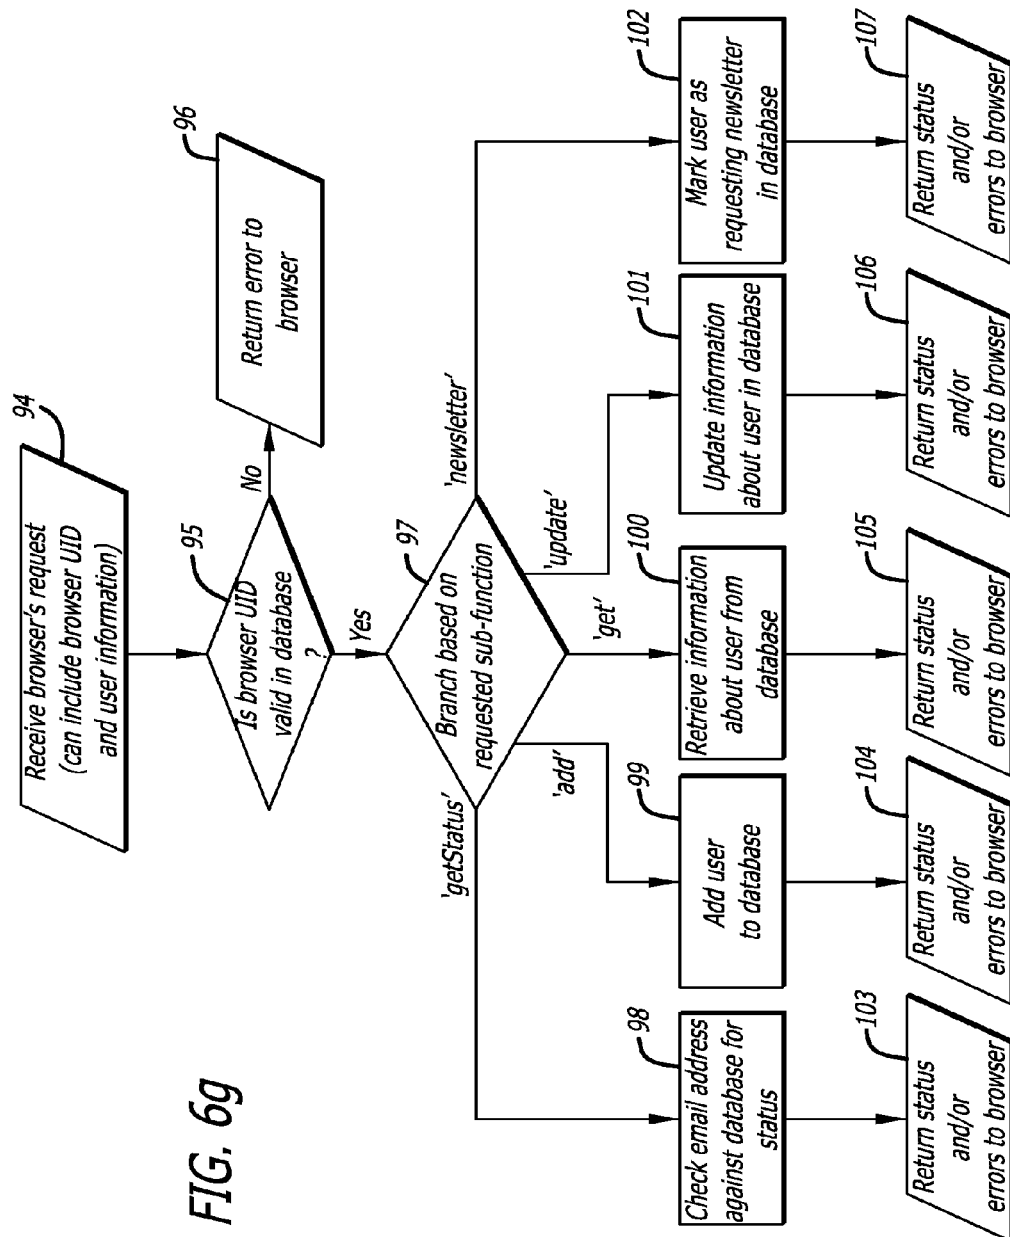 94
Receive browser's request
(can include browser UID
and user information)
95
Is browser UID
valid in database
?
No
96
Return error to
browser
Yes
97
Branch based on
requested sub-function
'getStatus'
'add'
'get'
'update'
'newsletter'
98
Check email address
against database for
status
99
Add user
to database
100
Retrieve information
about user from
database
101
Update information
about user in database
102
Mark user as
requesting newsletter
in database
103
Return status
and/or
errors to browser
104
Return status
and/or
errors to browser
105
Return status
and/or
errors to browser
106
Return status
and/or
errors to browser
107
Return status
and/or
errors to browser
FIG. 6g